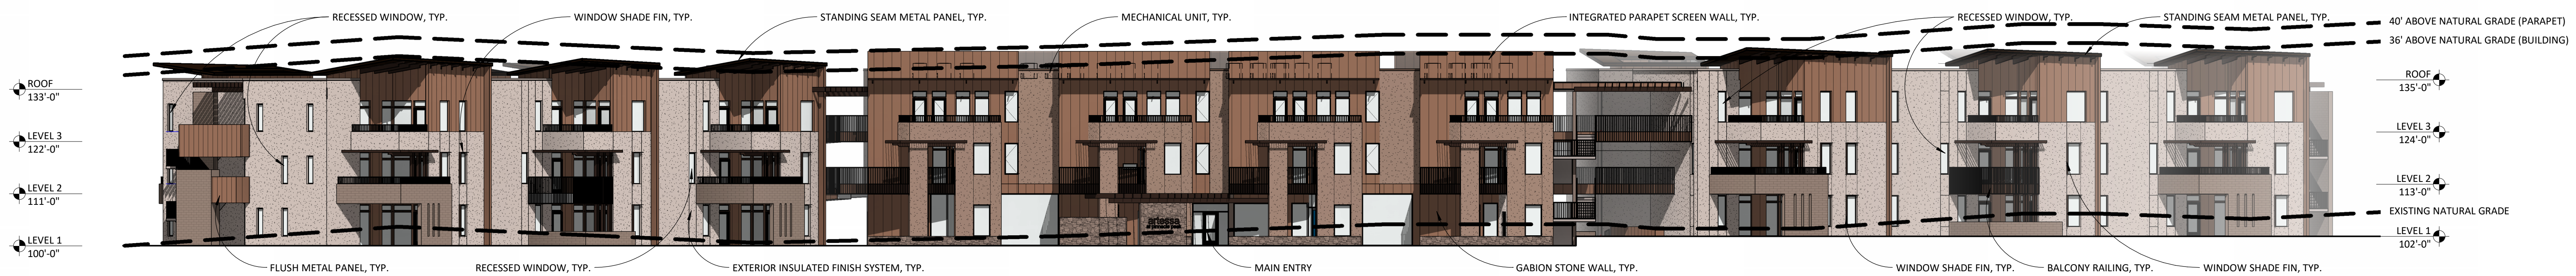 RECESSED WINDOW, TYP.
WINDOW SHADE FIN, TYP.
STANDING SEAM METAL PANEL, TYP.
MECHANICAL UNIT, TYP.
INTEGRATED PARAPET SCREEN WALL, TYP.
RECESSED WINDOW, TYP.
STANDING SEAM METAL PANEL, TYP.
40' ABOVE NATURAL GRADE (PARAPET)
36' ABOVE NATURAL GRADE (BUILDING)
ROOF
133'-0"
ROOF
135'-0"
LEVEL 3
122'-0"
LEVEL 3
124'-0"
LEVEL 2
111'-0"
LEVEL 2
113'-0"
EXISTING NATURAL GRADE
artessa
LEVEL 1
100'-0"
LEVEL 1
102'-0"
FLUSH METAL PANEL, TYP.
RECESSED WINDOW, TYP.
EXTERIOR INSULATED FINISH SYSTEM, TYP.
MAIN ENTRY
GABION STONE WALL, TYP.
WINDOW SHADE FIN, TYP.
BALCONY RAILING, TYP.
WINDOW SHADE FIN, TYP.